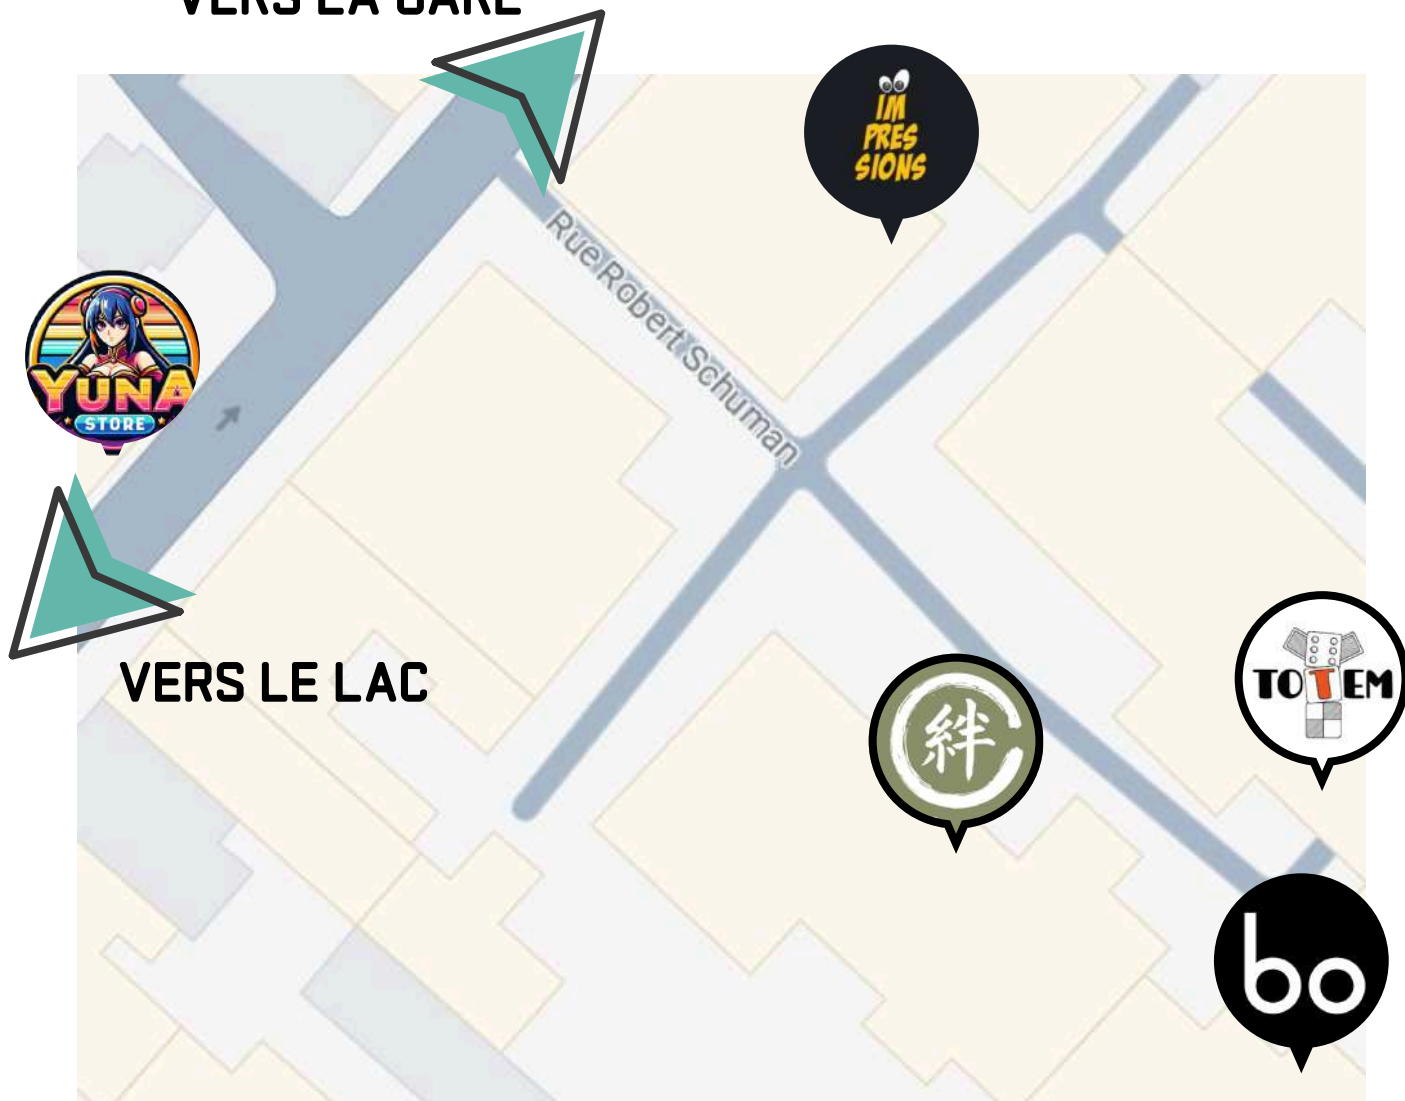 VERS LA GARE
IM
PRES
SIONS
Rue Robert Schuman
YUNA
STORE
VERS LE LAC
TOTEM
絆
bo